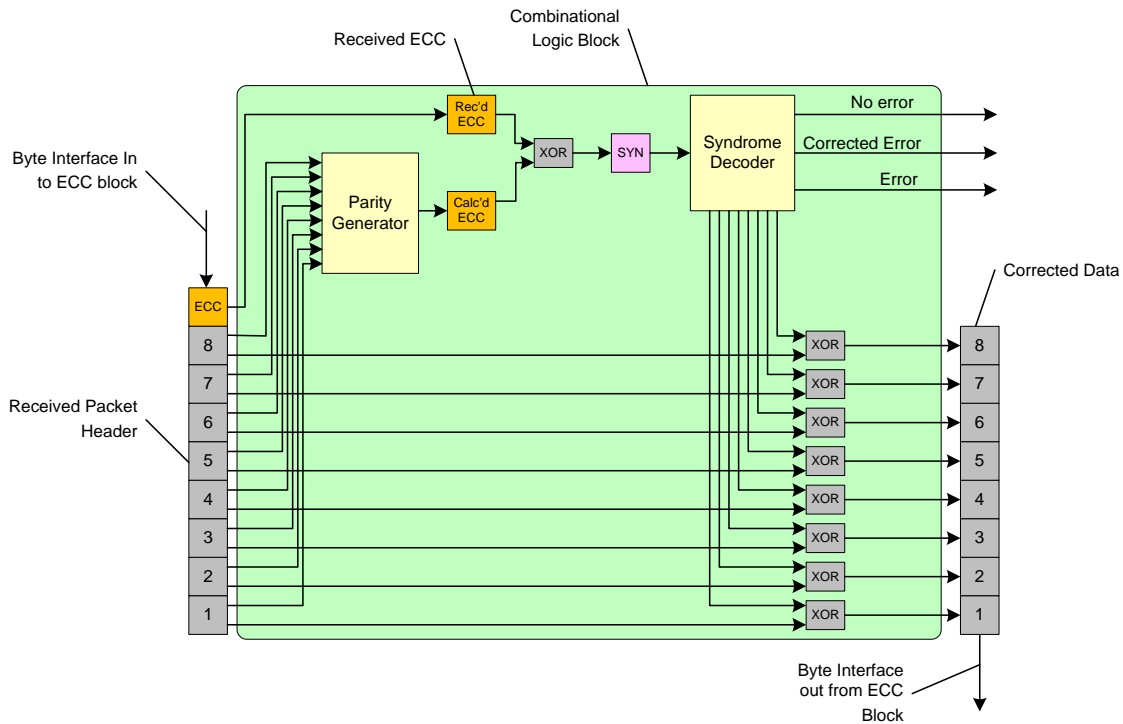 Combinational
Logic Block
Received ECC
Byte Interface In
to ECC block
Rec'd
ECC
XOR
SYN
Syndrome
Decoder
No error
Corrected Error
Error
Parity
Generator
Calc'd
ECC
Corrected Data
ECC
8
7
6
5
4
3
2
1
Received Packet
Header
XOR
XOR
XOR
XOR
XOR
XOR
XOR
XOR
8
7
6
5
4
3
2
1
Byte Interface
out from ECC
Block